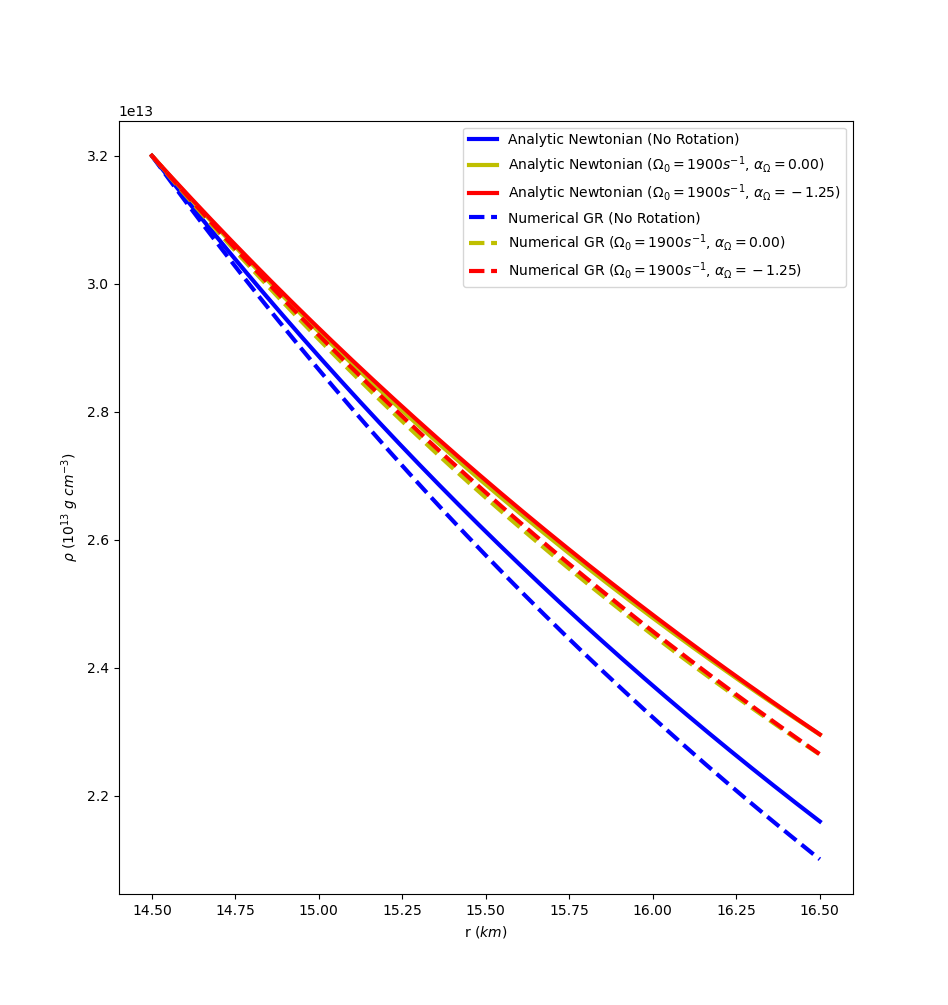 1e13
Analytic Newtonian (No Rotation)
Analytic Newtonian (Ω₀ = 1900s⁻¹, α_Ω = 0.00)
Analytic Newtonian (Ω₀ = 1900s⁻¹, α_Ω = −1.25)
Numerical GR (No Rotation)
Numerical GR (Ω₀ = 1900s⁻¹, α_Ω = 0.00)
Numerical GR (Ω₀ = 1900s⁻¹, α_Ω = −1.25)
3.2
3.0
2.8
2.6
2.4
2.2
ρ (10¹³ g cm⁻³)
14.50 14.75 15.00 15.25 15.50 15.75 16.00 16.25 16.50
r (km)